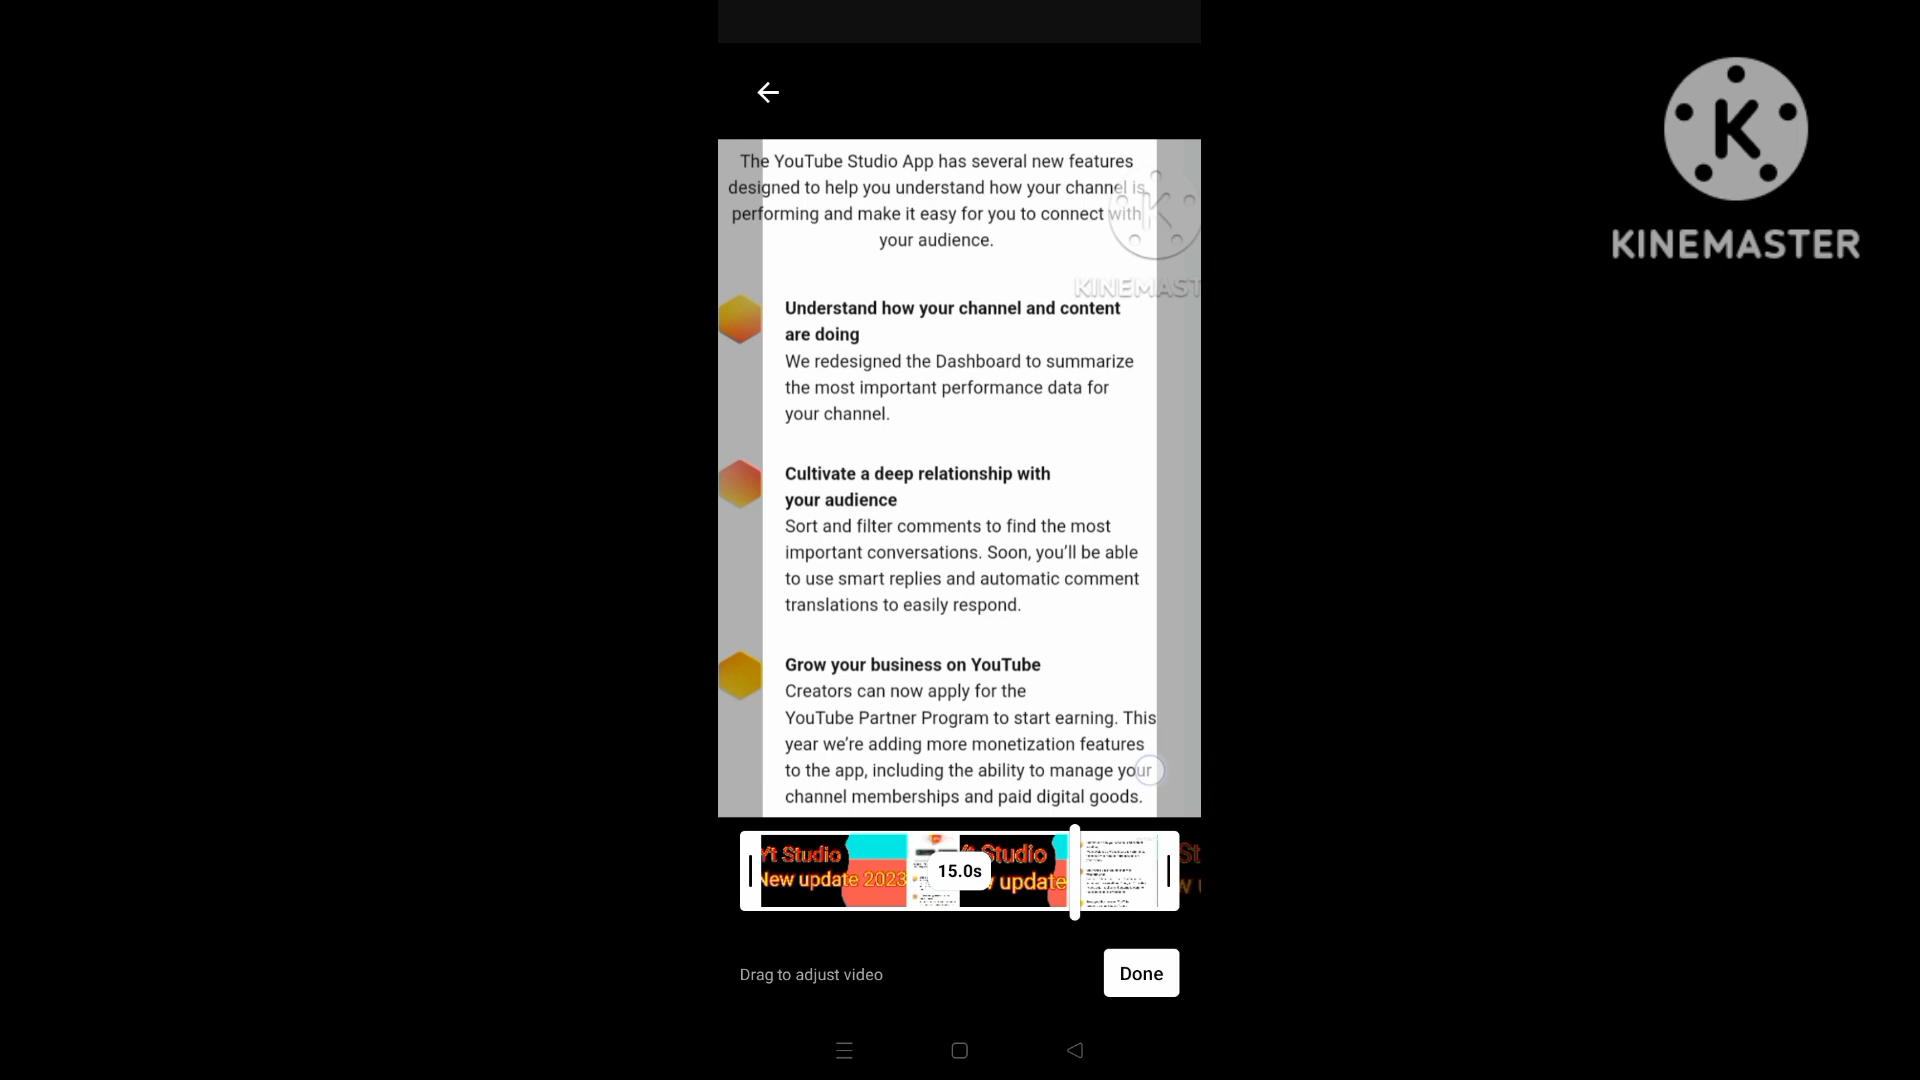 KINEMASTER
The YouTube Studio App has several new features
designed to help you understand how your channel is
performing and make it easy for you to connect with
your audience.
KINEMAST
Understand how your channel and content
are doing
We redesigned the Dashboard to summarize
the most important performance data for
your channel.
Cultivate a deep relationship with
your audience
Sort and filter comments to find the most
important conversations. Soon, you’ll be able
to use smart replies and automatic comment
translations to easily respond.
Grow your business on YouTube
Creators can now apply for the
YouTube Partner Program to start earning. This
year we’re adding more monetization features
to the app, including the ability to manage your
channel memberships and paid digital goods.
Yt Studio
New update 2023
15.0s
Studio
update
St
Drag to adjust video
Done